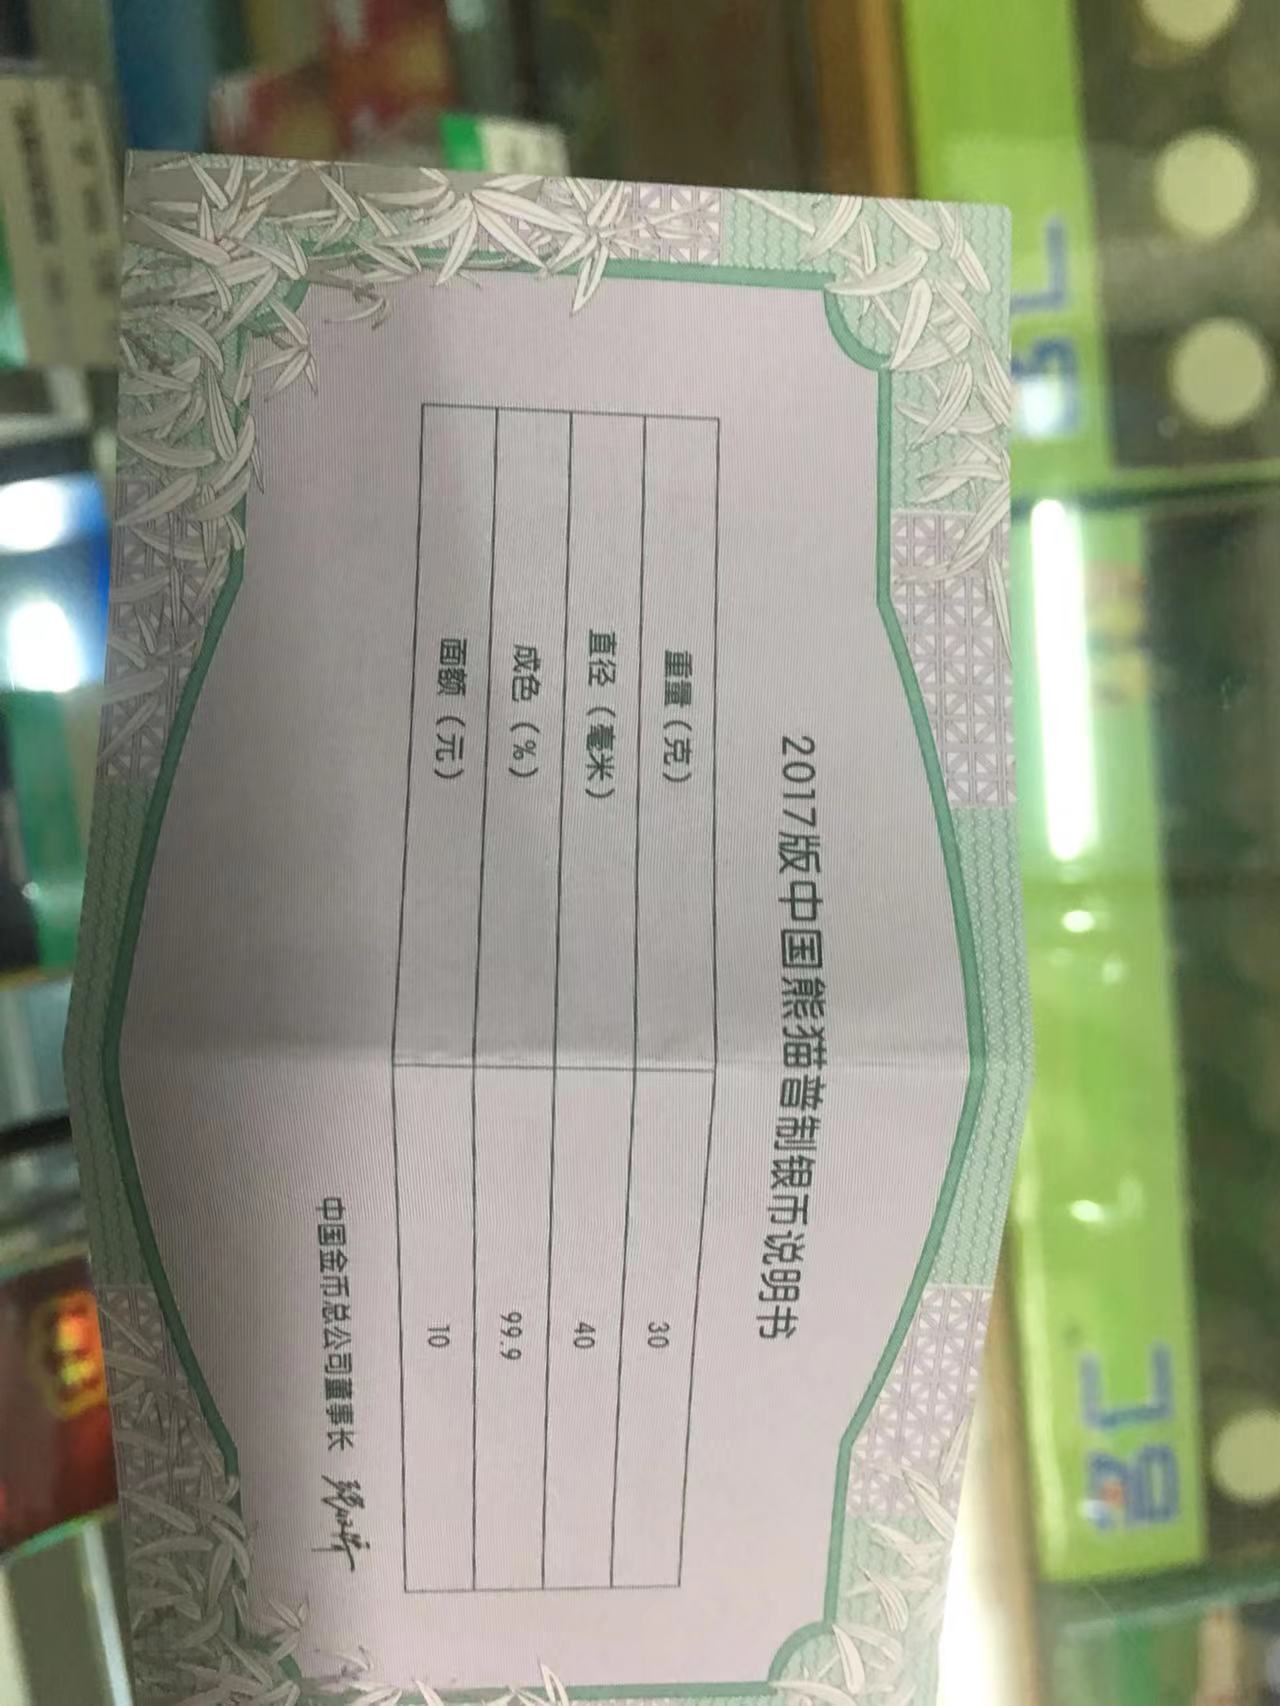 2017版中国熊猫普制银币说明书
重量（克） 30
直径（毫米） 40
成色（%） 99.9
面额（元） 10
中国金币总公司董事长